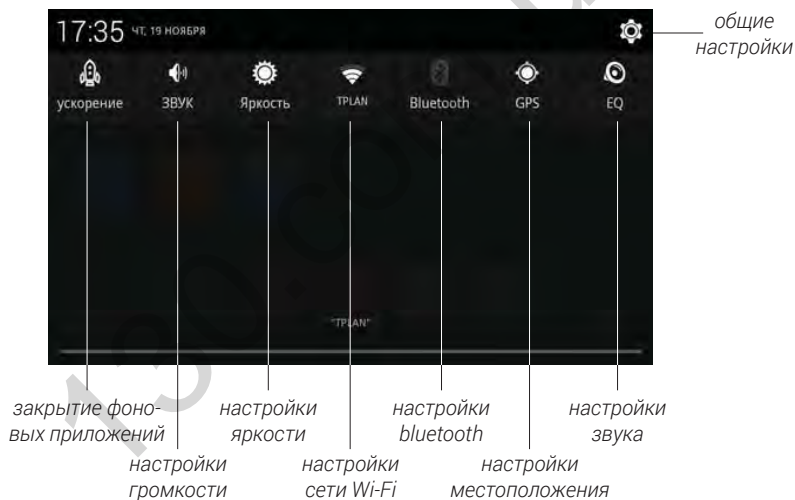 17:35 ЧТ, 19 НОЯБРЯ
общие
настройки
ускорение ЗВУК Яркость TPLAN Bluetooth GPS EQ
"TPLAN"
закрытие фоно-
вых приложений
настройки
яркости
настройки
bluetooth
настройки
звука
настройки
громкости
настройки
сети Wi-Fi
настройки
местоположения